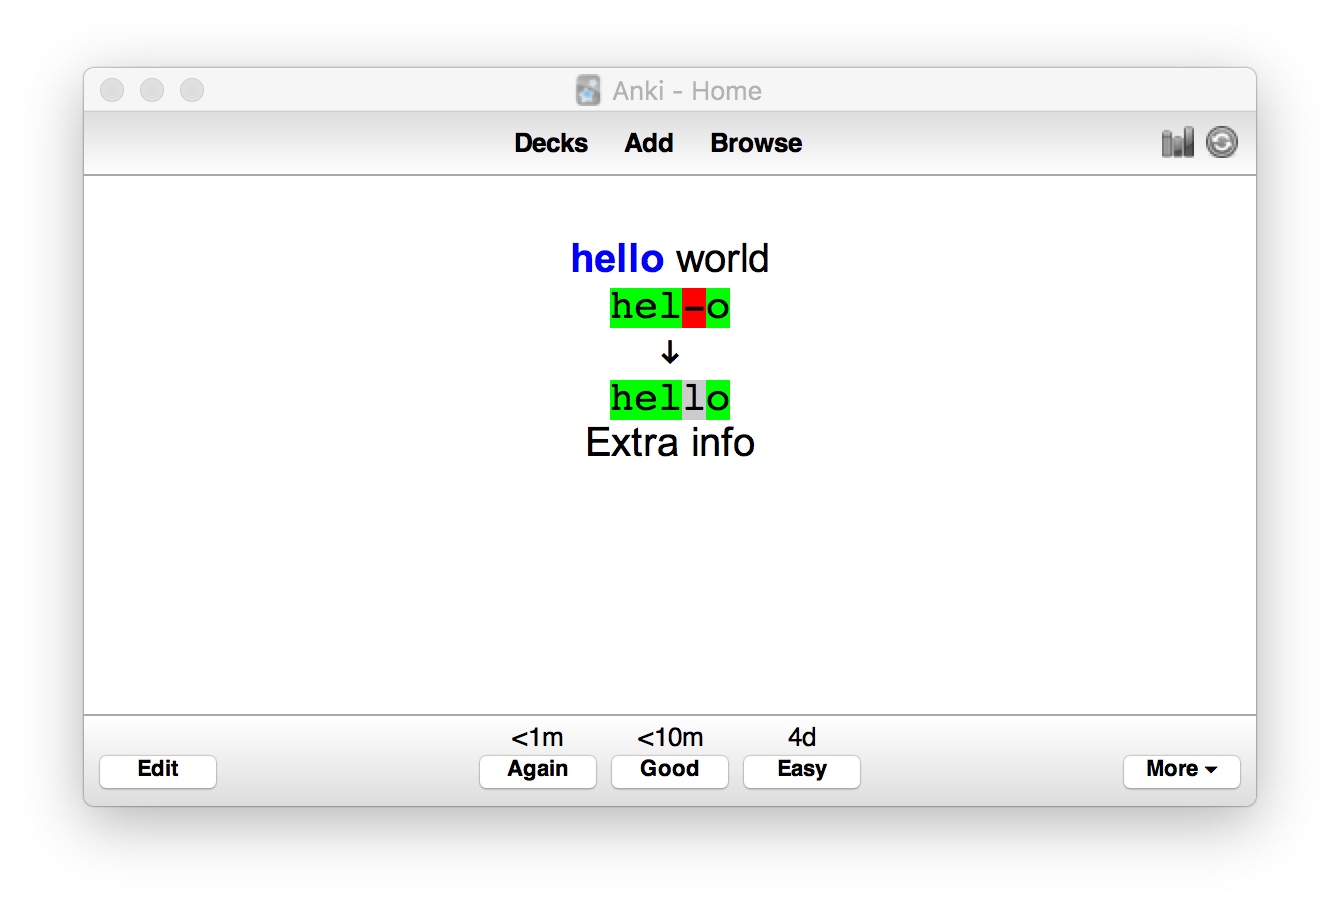 Anki - Home
Decks Add Browse
hello world
hel-o
↓
hello
Extra info
<1m <10m 4d
Edit Again Good Easy More